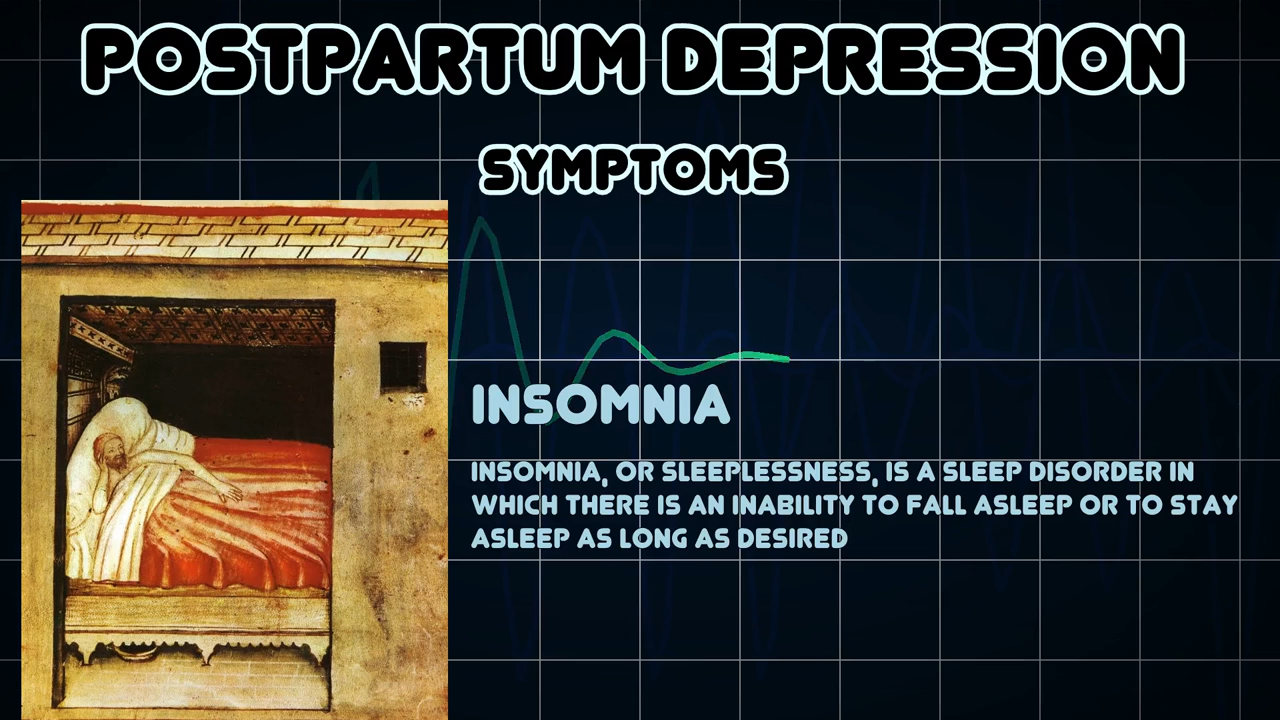 POSTPARTUM DEPRESSION
SYMPTOMS
INSOMNIA
INSOMNIA, OR SLEEPLESSNESS, IS A SLEEP DISORDER IN
WHICH THERE IS AN INABILITY TO FALL ASLEEP OR TO STAY
ASLEEP AS LONG AS DESIRED